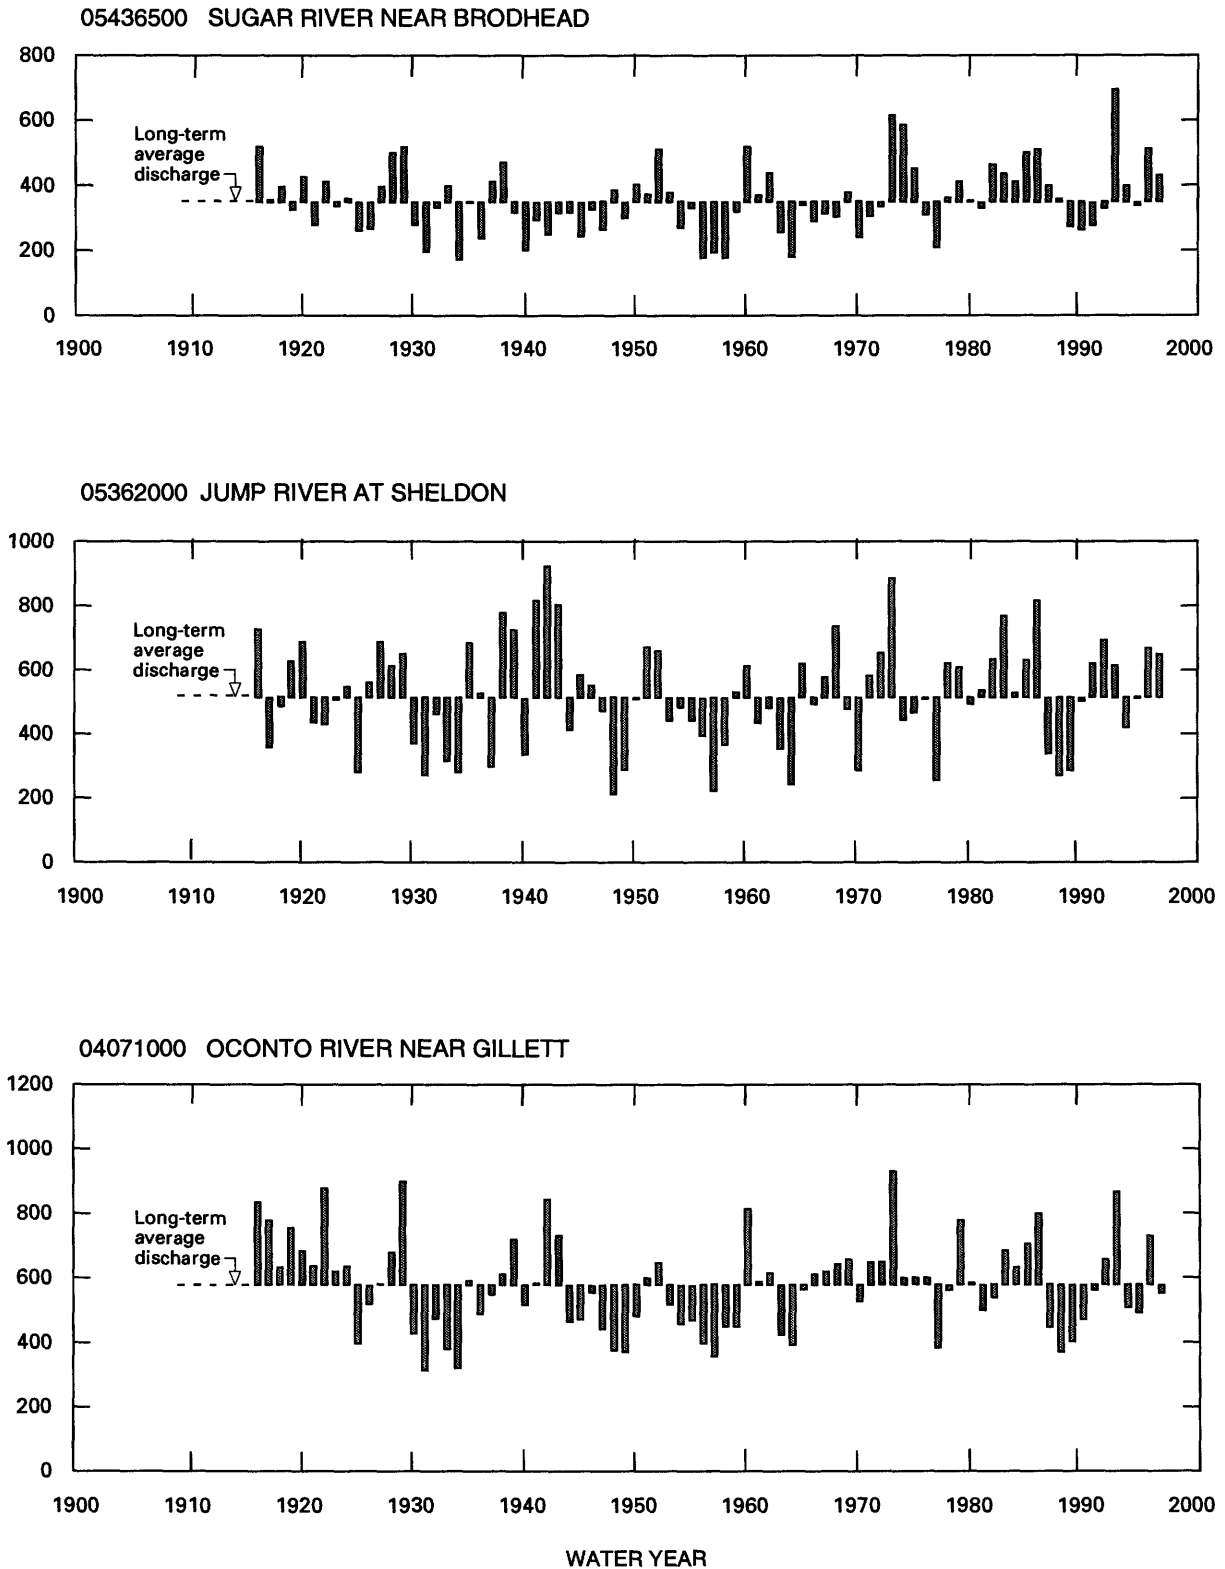 05436500 SUGAR RIVER NEAR BRODHEAD
800
600
Long-term
average
discharge
400
200
0
1900 1910 1920 1930 1940 1950 1960 1970 1980 1990 2000
05362000 JUMP RIVER AT SHELDON
1000
800
Long-term
average
discharge
600
400
200
0
1900 1910 1920 1930 1940 1950 1960 1970 1980 1990 2000
04071000 OCONTO RIVER NEAR GILLETT
1200
1000
800
Long-term
average
discharge
600
400
200
0
1900 1910 1920 1930 1940 1950 1960 1970 1980 1990 2000
WATER YEAR